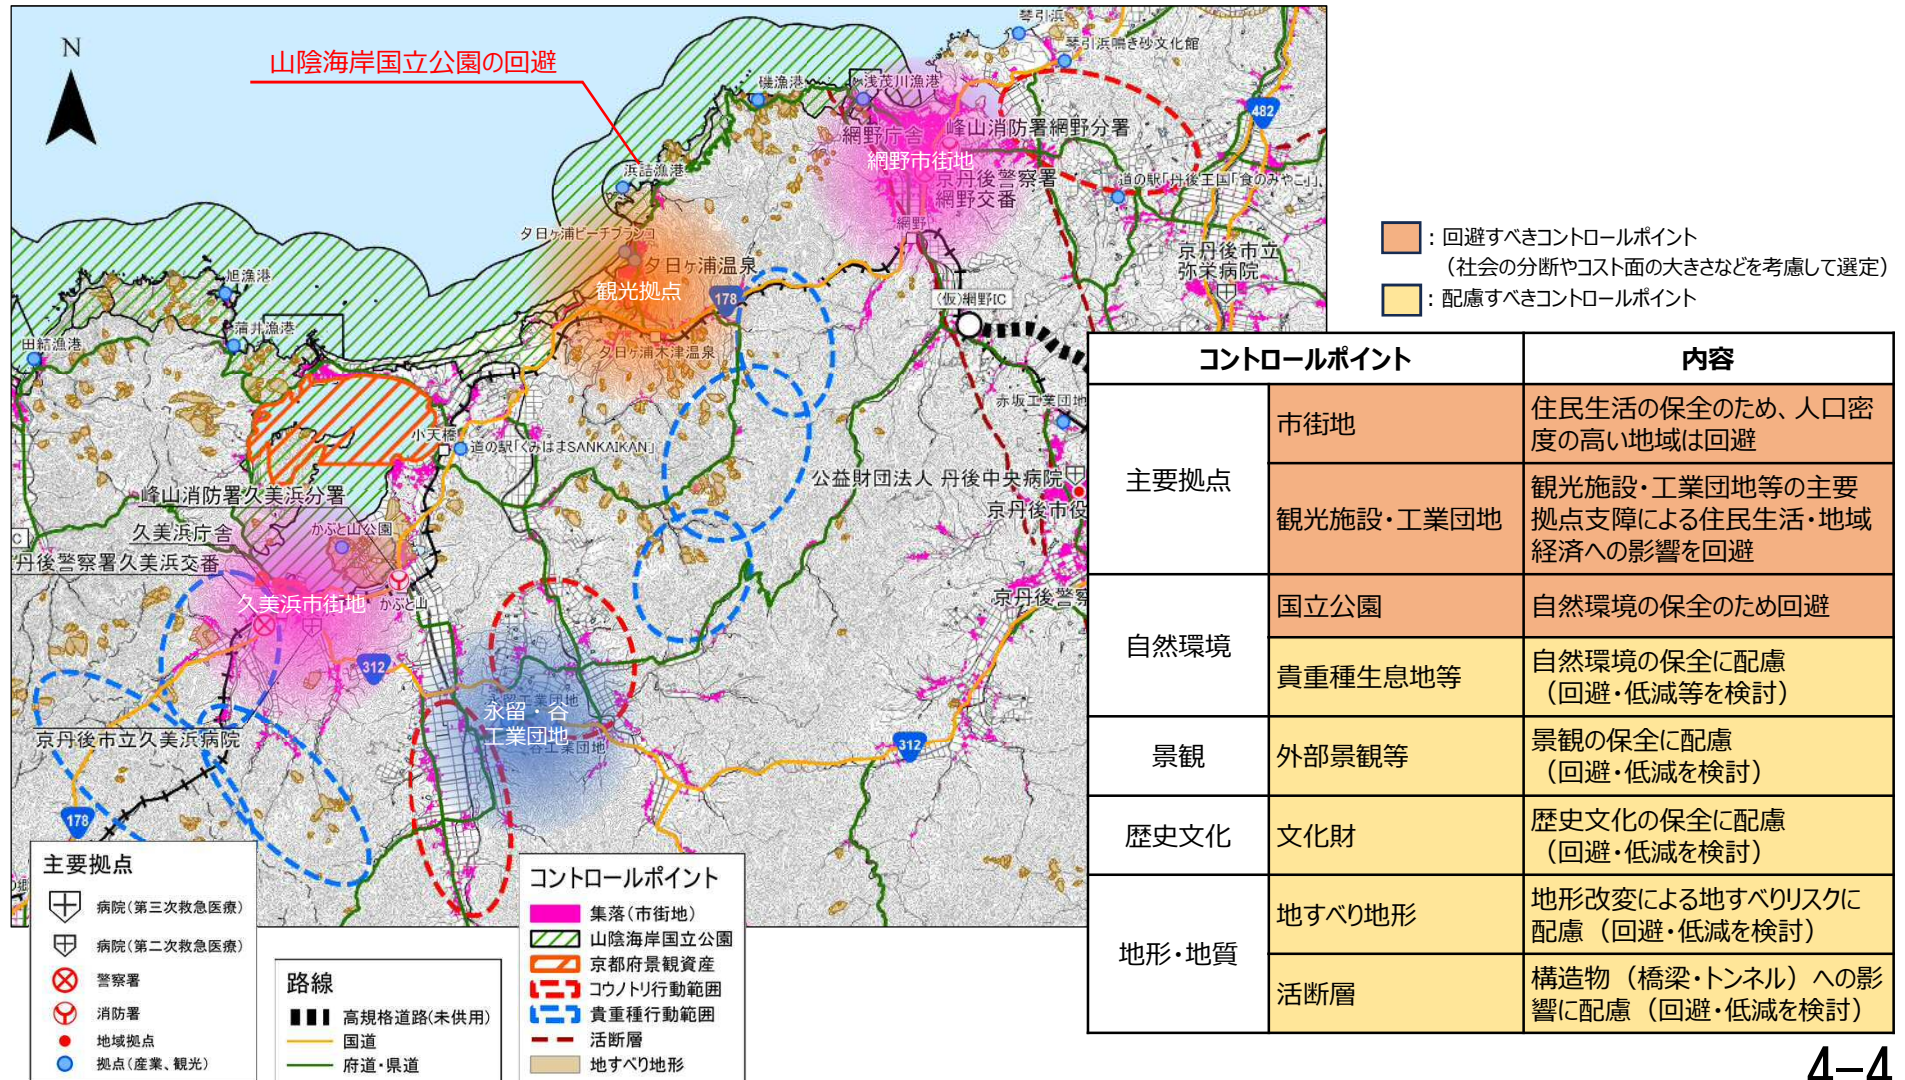 N
山陰海岸国立公園の回避
琴引浜
琴引浜鳴き砂文化館
磯漁港
浅茂川漁港
482
網野庁舎
峰山消防署網野分署
網野市街地
浜詰漁港
京丹後警察署
網野交番
道の駅「丹後王国「食のみやこ」」
網野
夕日ヶ浦ビーチブランコ
夕日ヶ浦温泉
京丹後市立
弥栄病院
旭漁港
観光拠点
178
(仮)網野IC
蒲井漁港
田結漁港
夕日ヶ浦木津温泉
赤坂工業団地
小天橋
道の駅「くみはまSANKAIKAN」
公益財団法人 丹後中央病院
峰山消防署久美浜分署
京丹後市役
久美浜庁舎
かぶと山公園
C
丹後警察署久美浜交番
久美浜市街地
かぶと山
京丹後警察
312
永留工業団地
永留・谷
工業団地
谷工業団地
京丹後市立久美浜病院
312
178
主要拠点
病院(第三次救急医療)
病院(第二次救急医療)
警察署
消防署
地域拠点
拠点(産業、観光)
路線
高規格道路(未供用)
国道
府道・県道
コントロールポイント
集落(市街地)
山陰海岸国立公園
京都府景観資産
コウノトリ行動範囲
貴重種行動範囲
活断層
地すべり地形
：回避すべきコントロールポイント
（社会の分断やコスト面の大きさなどを考慮して選定）
：配慮すべきコントロールポイント
コントロールポイント 内容
主要拠点
市街地
住民生活の保全のため、人口密
度の高い地域は回避
観光施設・工業団地
観光施設・工業団地等の主要
拠点支障による住民生活・地域
経済への影響を回避
自然環境
国立公園
自然環境の保全のため回避
貴重種生息地等
自然環境の保全に配慮
（回避・低減等を検討）
景観
外部景観等
景観の保全に配慮
（回避・低減を検討）
歴史文化
文化財
歴史文化の保全に配慮
（回避・低減を検討）
地形・地質
地すべり地形
地形改変による地すべりリスクに
配慮（回避・低減を検討）
活断層
構造物（橋梁・トンネル）への影
響に配慮（回避・低減を検討）
4-4